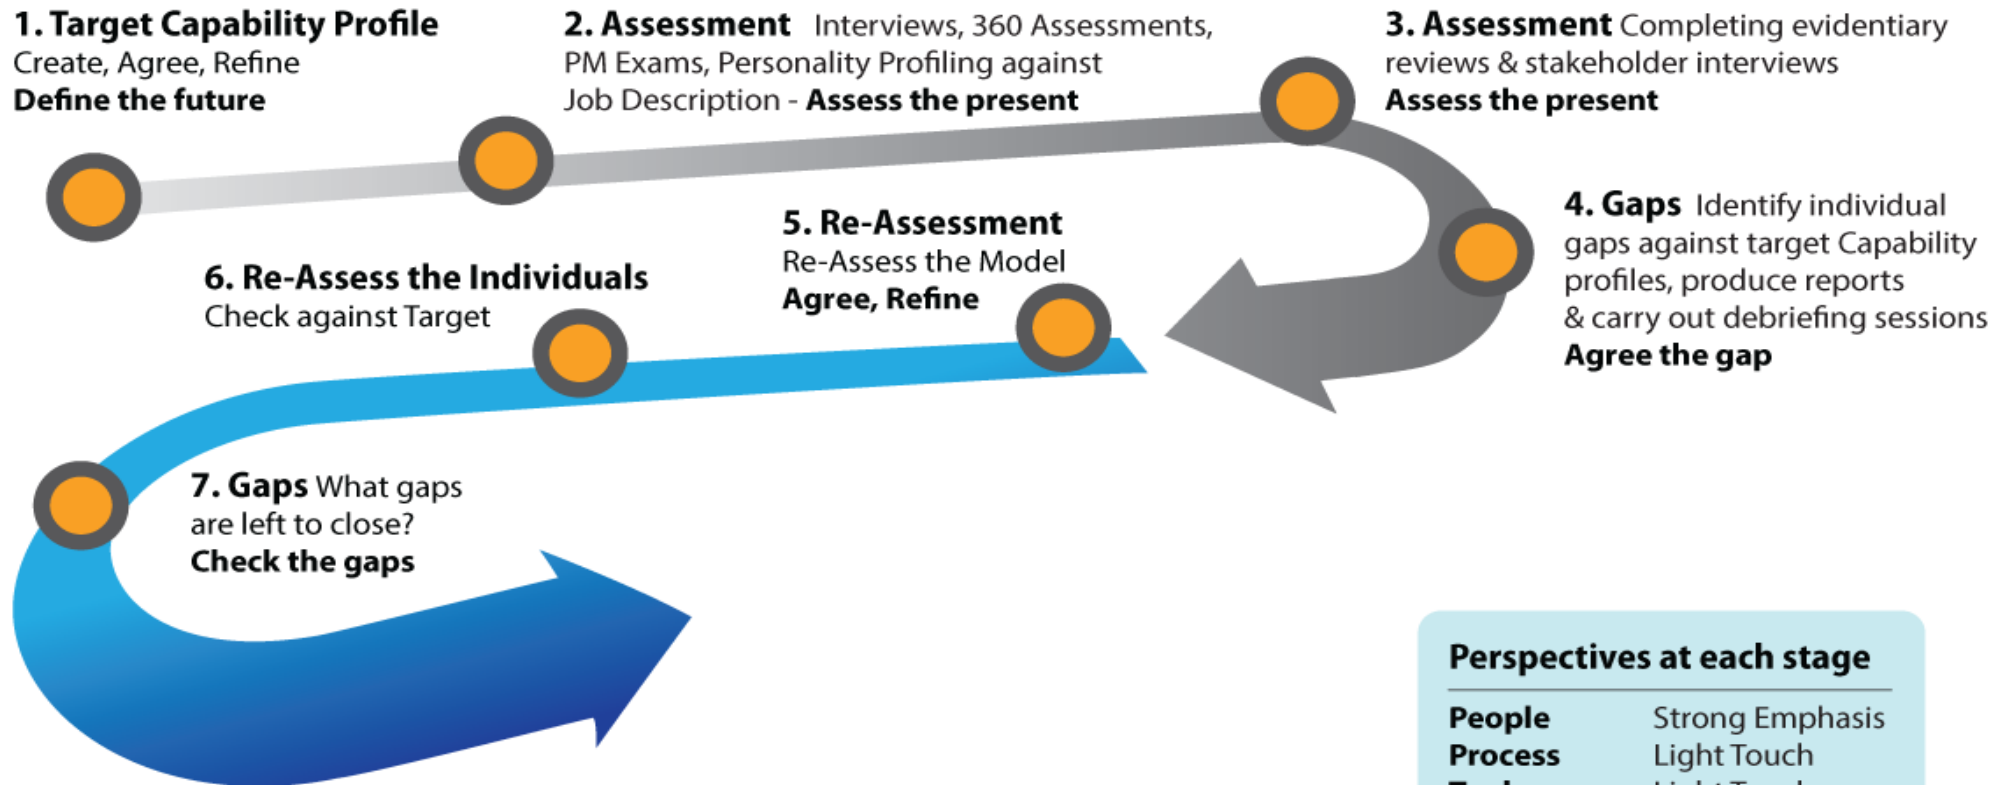 1. Target Capability Profile
Create, Agree, Refine
Define the future
2. Assessment Interviews, 360 Assessments,
PM Exams, Personality Profiling against
Job Description - Assess the present
3. Assessment Completing evidentiary
reviews & stakeholder interviews
Assess the present
4. Gaps Identify individual
gaps against target Capability
profiles, produce reports
& carry out debriefing sessions
Agree the gap
5. Re-Assessment
Re-Assess the Model
Agree, Refine
6. Re-Assess the Individuals
Check against Target
7. Gaps What gaps
are left to close?
Check the gaps
Perspectives at each stage
People Strong Emphasis
Process Light Touch